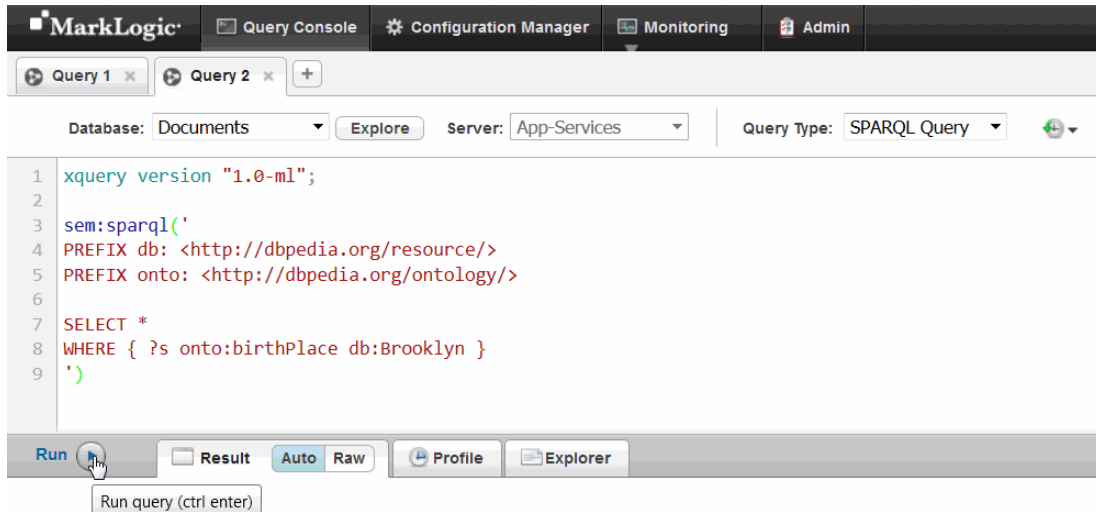 MarkLogic Query Console Configuration Manager Monitoring Admin
Query 1 × Query 2 × +
Database: Documents Explore Server: App-Services Query Type: SPARQL Query
1 xquery version "1.0-ml";
2
3 sem:sparql('
4 PREFIX db: <http://dbpedia.org/resource/>
5 PREFIX onto: <http://dbpedia.org/ontology/>
6
7 SELECT *
8 WHERE { ?s onto:birthPlace db:Brooklyn }
9 ')
Run Result Auto Raw Profile Explorer
Run query (ctrl enter)